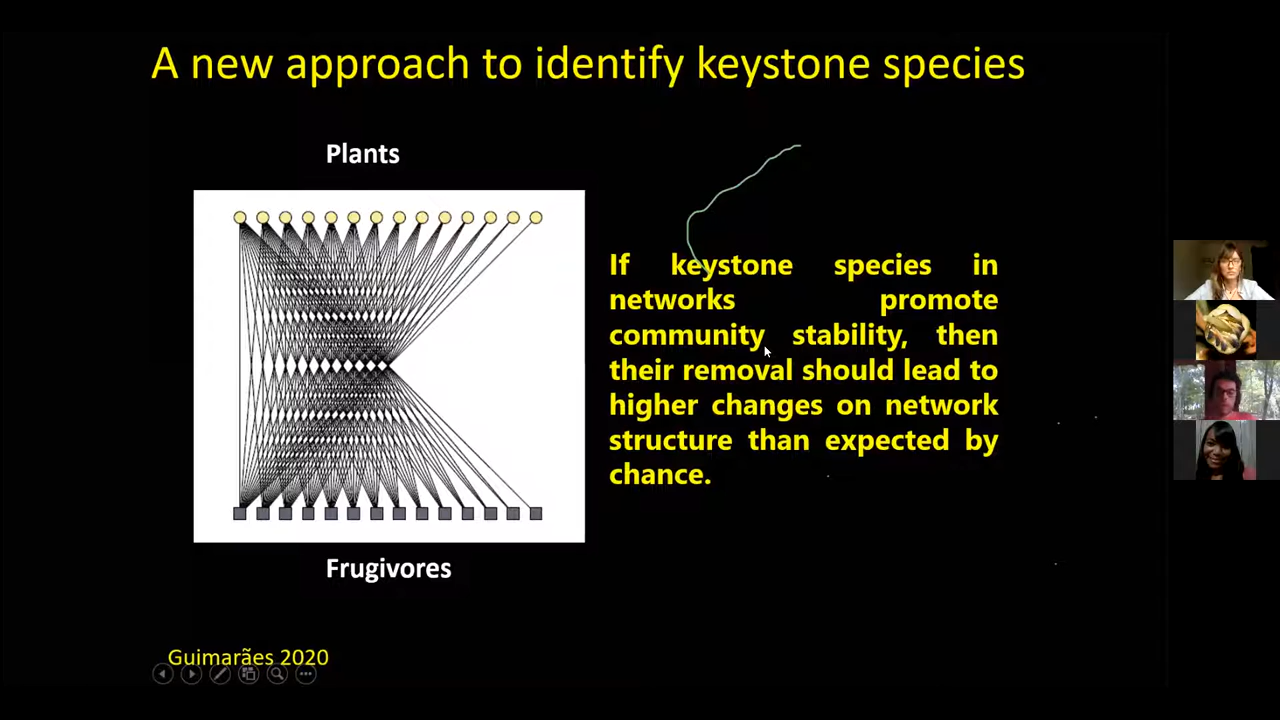 A new approach to identify keystone species
Plants
If keystone species in
networks promote
community stability, then
their removal should lead to
higher changes on network
structure than expected by
chance.
Frugivores
Guimarães 2020